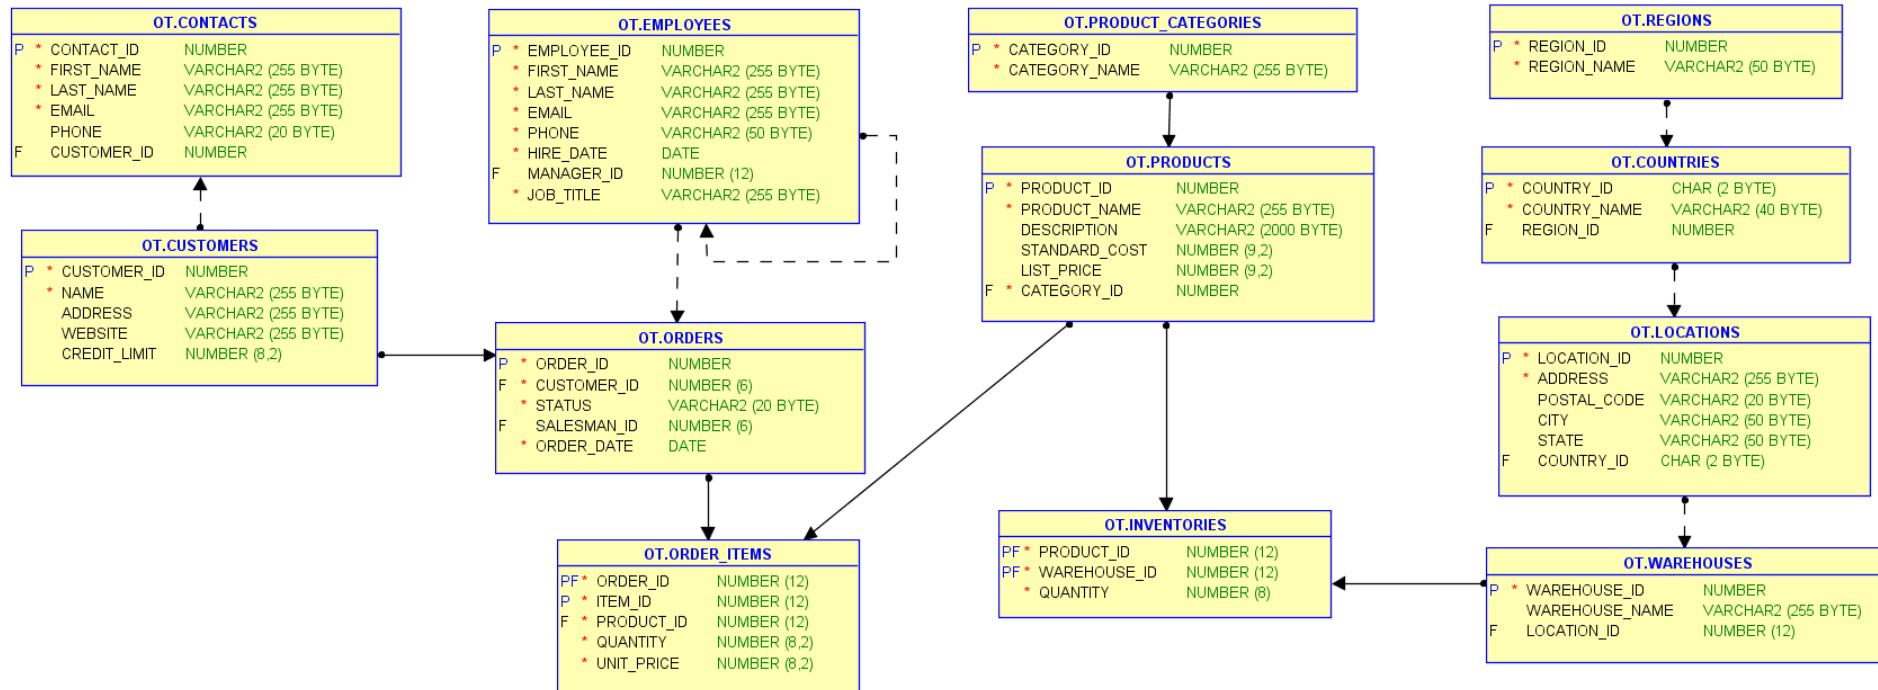 OT.CONTACTS
P * CONTACT_ID NUMBER
* FIRST_NAME VARCHAR2 (255 BYTE)
* LAST_NAME VARCHAR2 (255 BYTE)
* EMAIL VARCHAR2 (255 BYTE)
PHONE VARCHAR2 (20 BYTE)
F CUSTOMER_ID NUMBER
OT.CUSTOMERS
P * CUSTOMER_ID NUMBER
* NAME VARCHAR2 (255 BYTE)
ADDRESS VARCHAR2 (255 BYTE)
WEBSITE VARCHAR2 (255 BYTE)
CREDIT_LIMIT NUMBER (8,2)
OT.EMPLOYEES
P * EMPLOYEE_ID NUMBER
* FIRST_NAME VARCHAR2 (255 BYTE)
* LAST_NAME VARCHAR2 (255 BYTE)
* EMAIL VARCHAR2 (255 BYTE)
* PHONE VARCHAR2 (50 BYTE)
* HIRE_DATE DATE
F MANAGER_ID NUMBER (12)
* JOB_TITLE VARCHAR2 (255 BYTE)
OT.ORDERS
P * ORDER_ID NUMBER
F * CUSTOMER_ID NUMBER (6)
* STATUS VARCHAR2 (20 BYTE)
F SALESMAN_ID NUMBER (6)
* ORDER_DATE DATE
OT.ORDER_ITEMS
PF * ORDER_ID NUMBER (12)
P * ITEM_ID NUMBER (12)
F * PRODUCT_ID NUMBER (12)
* QUANTITY NUMBER (8,2)
* UNIT_PRICE NUMBER (8,2)
OT.PRODUCT_CATEGORIES
P * CATEGORY_ID NUMBER
* CATEGORY_NAME VARCHAR2 (255 BYTE)
OT.PRODUCTS
P * PRODUCT_ID NUMBER
* PRODUCT_NAME VARCHAR2 (255 BYTE)
DESCRIPTION VARCHAR2 (2000 BYTE)
STANDARD_COST NUMBER (9,2)
LIST_PRICE NUMBER (9,2)
F * CATEGORY_ID NUMBER
OT.INVENTORIES
PF * PRODUCT_ID NUMBER (12)
PF * WAREHOUSE_ID NUMBER (12)
* QUANTITY NUMBER (8)
OT.REGIONS
P * REGION_ID NUMBER
* REGION_NAME VARCHAR2 (50 BYTE)
OT.COUNTRIES
P * COUNTRY_ID CHAR (2 BYTE)
* COUNTRY_NAME VARCHAR2 (40 BYTE)
F REGION_ID NUMBER
OT.LOCATIONS
P * LOCATION_ID NUMBER
* ADDRESS VARCHAR2 (255 BYTE)
POSTAL_CODE VARCHAR2 (20 BYTE)
CITY VARCHAR2 (50 BYTE)
STATE VARCHAR2 (50 BYTE)
F COUNTRY_ID CHAR (2 BYTE)
OT.WAREHOUSES
P * WAREHOUSE_ID NUMBER
WAREHOUSE_NAME VARCHAR2 (255 BYTE)
F LOCATION_ID NUMBER (12)